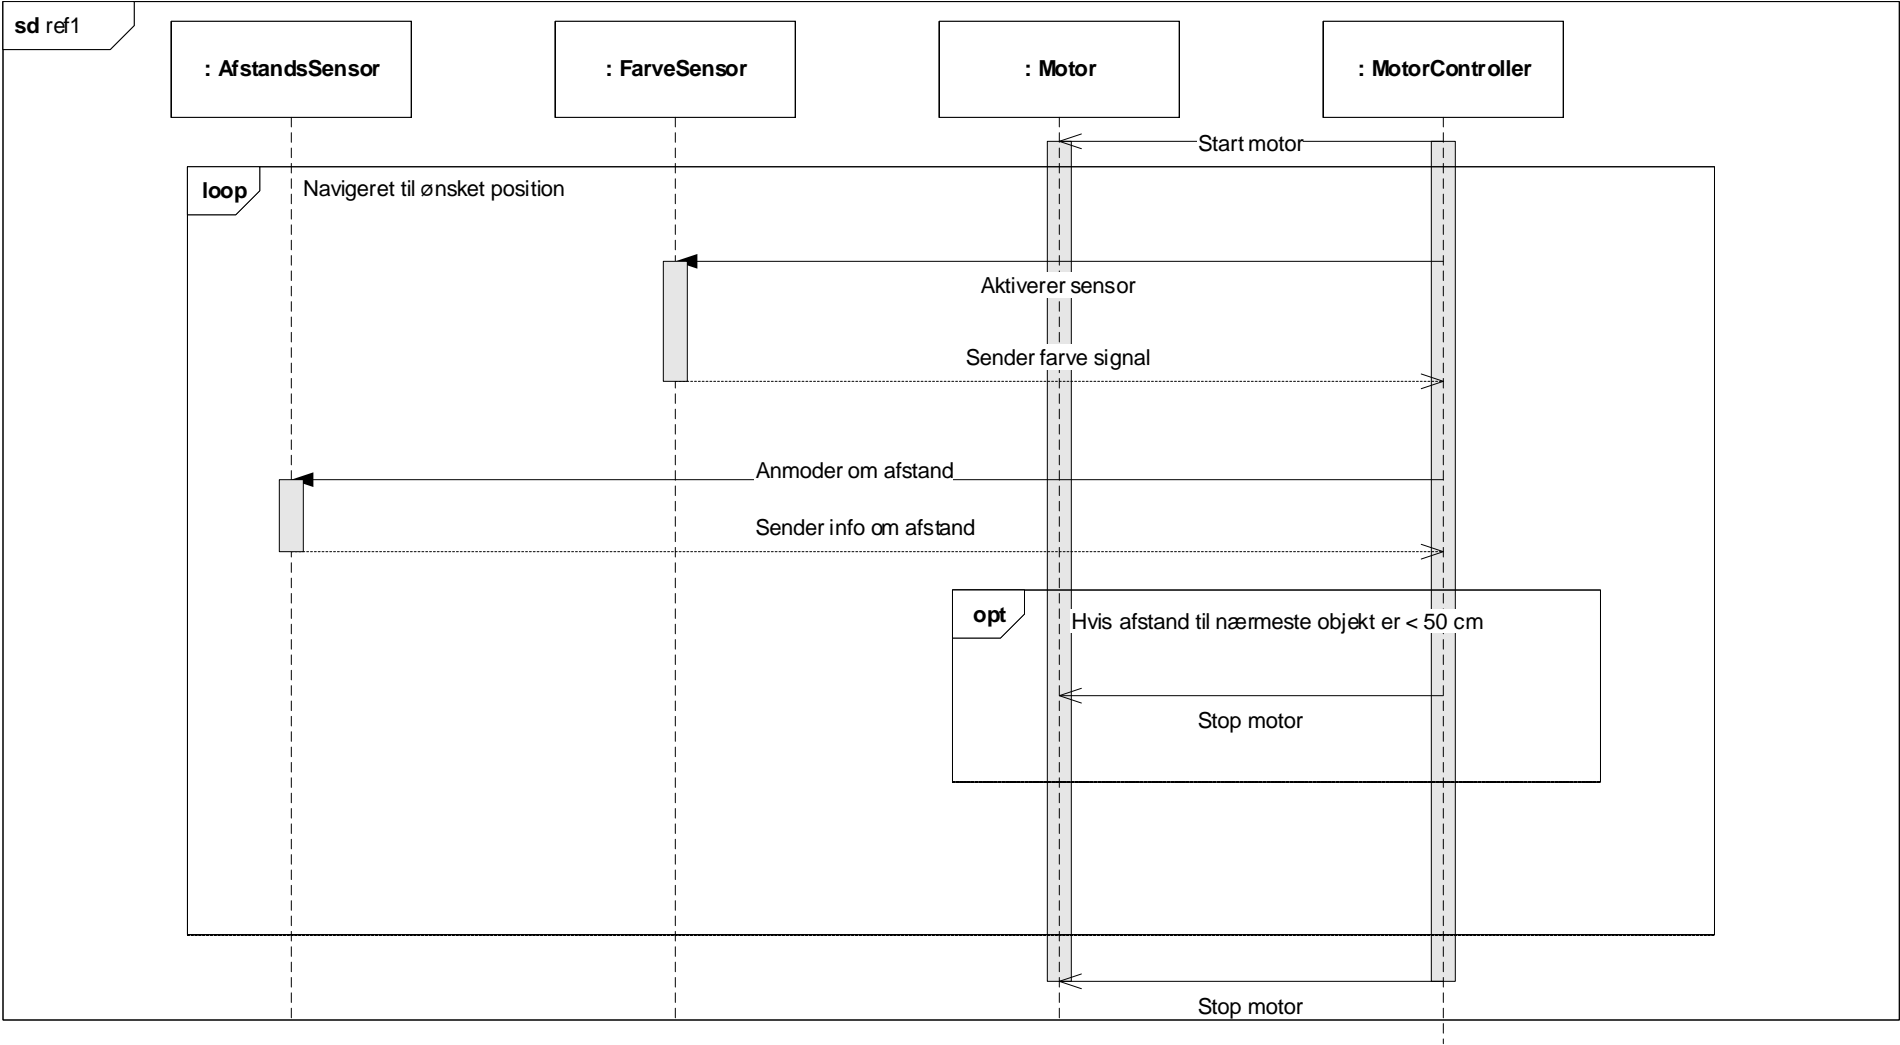 sd ref1
: AfstandsSensor
: FarveSensor
: Motor
: MotorController
Start motor
loop
Navigeret til ønsket position
Aktiverer sensor
Sender farve signal
Anmoder om afstand
Sender info om afstand
opt
Hvis afstand til nærmeste objekt er < 50 cm
Stop motor
Stop motor